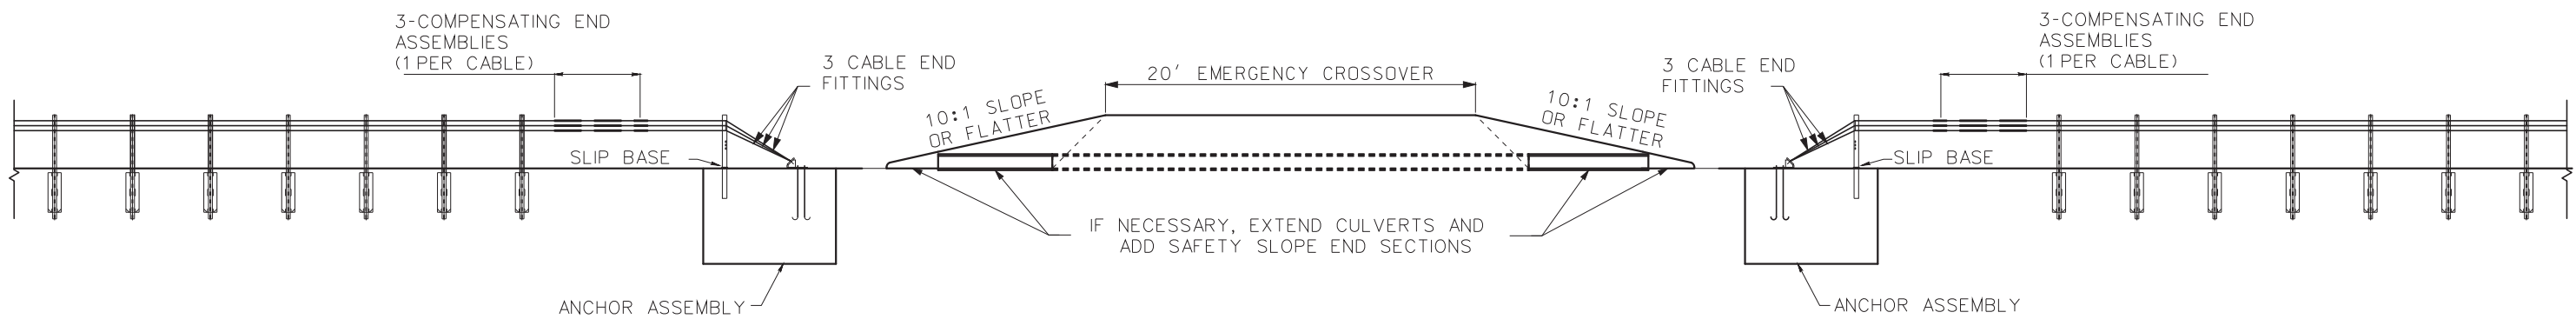 3-COMPENSATING END
ASSEMBLIES
(1 PER CABLE)
3 CABLE END
FITTINGS
SLIP BASE
ANCHOR ASSEMBLY
10:1 SLOPE
OR FLATTER
20' EMERGENCY CROSSOVER
10:1 SLOPE
OR FLATTER
IF NECESSARY, EXTEND CULVERTS AND
ADD SAFETY SLOPE END SECTIONS
3 CABLE END
FITTINGS
3-COMPENSATING END
ASSEMBLIES
(1 PER CABLE)
SLIP BASE
ANCHOR ASSEMBLY